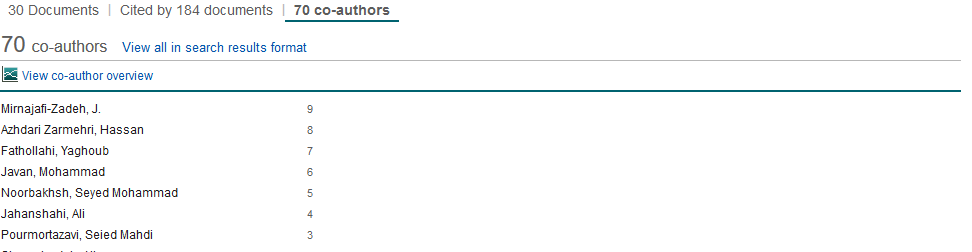 30 Documents | Cited by 184 documents | 70 co-authors
70 co-authors View all in search results format
View co-author overview
Mirnajafi-Zadeh, J. 9
Azhdari Zarmehri, Hassan 8
Fathollahi, Yaghoub 7
Javan, Mohammad 6
Noorbakhsh, Seyed Mohammad 5
Jahanshahi, Ali 4
Pourmortazavi, Seied Mahdi 3